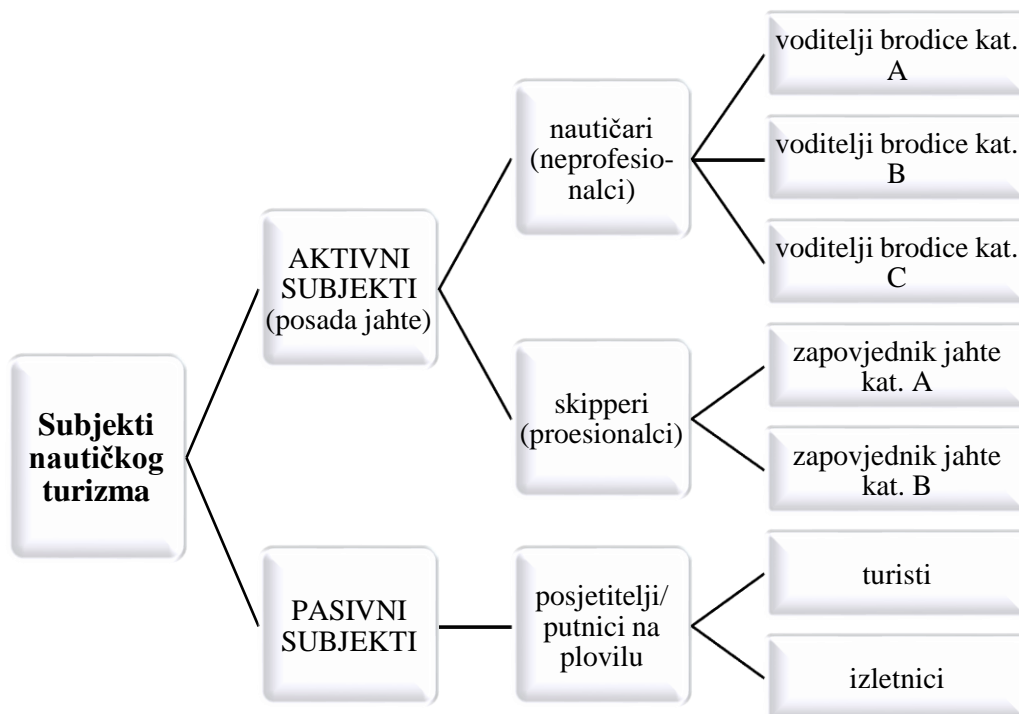 Subjekti
nautičkog
turizma
AKTIVNI
SUBJEKTI
(posada jahte)
nautičari
(neprofesio-
nalci)
voditelji brodice kat.
A
voditelji brodice kat.
B
voditelji brodice kat.
C
skipperi
(proesionalci)
zapovjednik jahte
kat. A
zapovjednik jahte
kat. B
PASIVNI
SUBJEKTI
posjetitelji/
putnici na
plovilu
turisti
izletnici